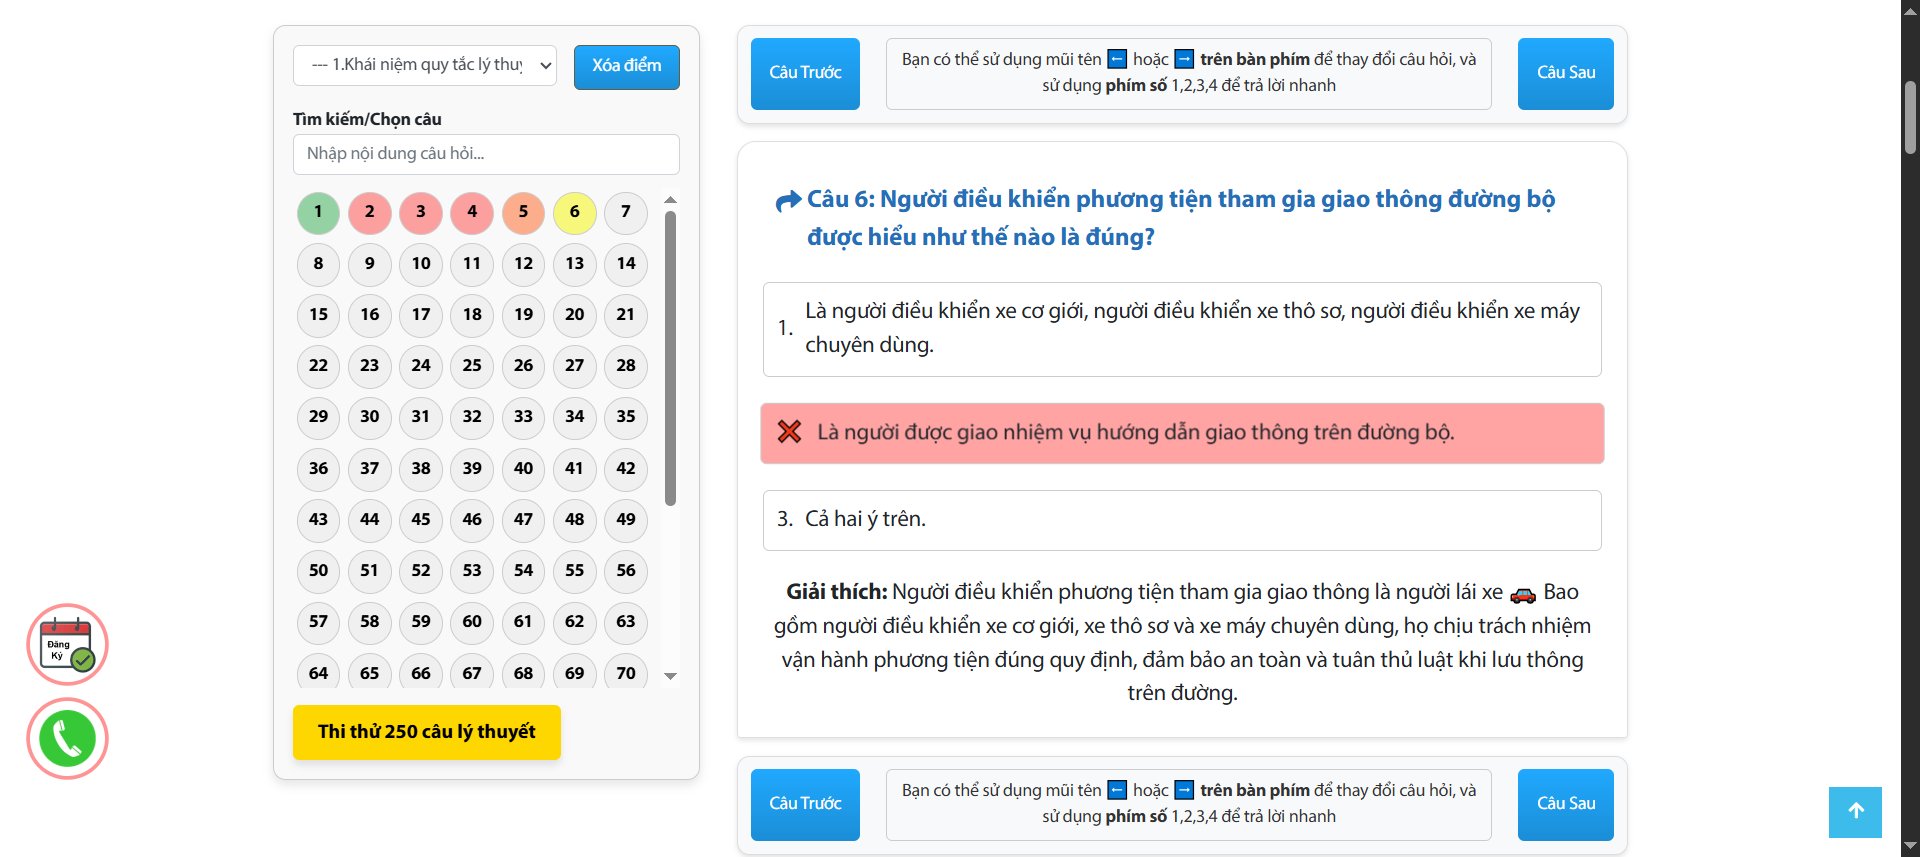 --- 1.Khái niệm quy tắc lý thuy
Xóa điểm
Tìm kiếm/Chọn câu
Nhập nội dung câu hỏi...
1 2 3 4 5 6 7
8 9 10 11 12 13 14
15 16 17 18 19 20 21
22 23 24 25 26 27 28
29 30 31 32 33 34 35
36 37 38 39 40 41 42
43 44 45 46 47 48 49
50 51 52 53 54 55 56
57 58 59 60 61 62 63
64 65 66 67 68 69 70
Thi thử 250 câu lý thuyết
Đăng
Ký
Câu Trước
Bạn có thể sử dụng mũi tên ⬅ hoặc ➡ trên bàn phím để thay đổi câu hỏi, và
sử dụng phím số 1,2,3,4 để trả lời nhanh
Câu Sau
Câu 6: Người điều khiển phương tiện tham gia giao thông đường bộ
được hiểu như thế nào là đúng?
1. Là người điều khiển xe cơ giới, người điều khiển xe thô sơ, người điều khiển xe máy
chuyên dùng.
Là người được giao nhiệm vụ hướng dẫn giao thông trên đường bộ.
3. Cả hai ý trên.
Giải thích: Người điều khiển phương tiện tham gia giao thông là người lái xe 🚗 Bao
gồm người điều khiển xe cơ giới, xe thô sơ và xe máy chuyên dùng, họ chịu trách nhiệm
vận hành phương tiện đúng quy định, đảm bảo an toàn và tuân thủ luật khi lưu thông
trên đường.
Câu Trước
Bạn có thể sử dụng mũi tên ⬅ hoặc ➡ trên bàn phím để thay đổi câu hỏi, và
sử dụng phím số 1,2,3,4 để trả lời nhanh
Câu Sau